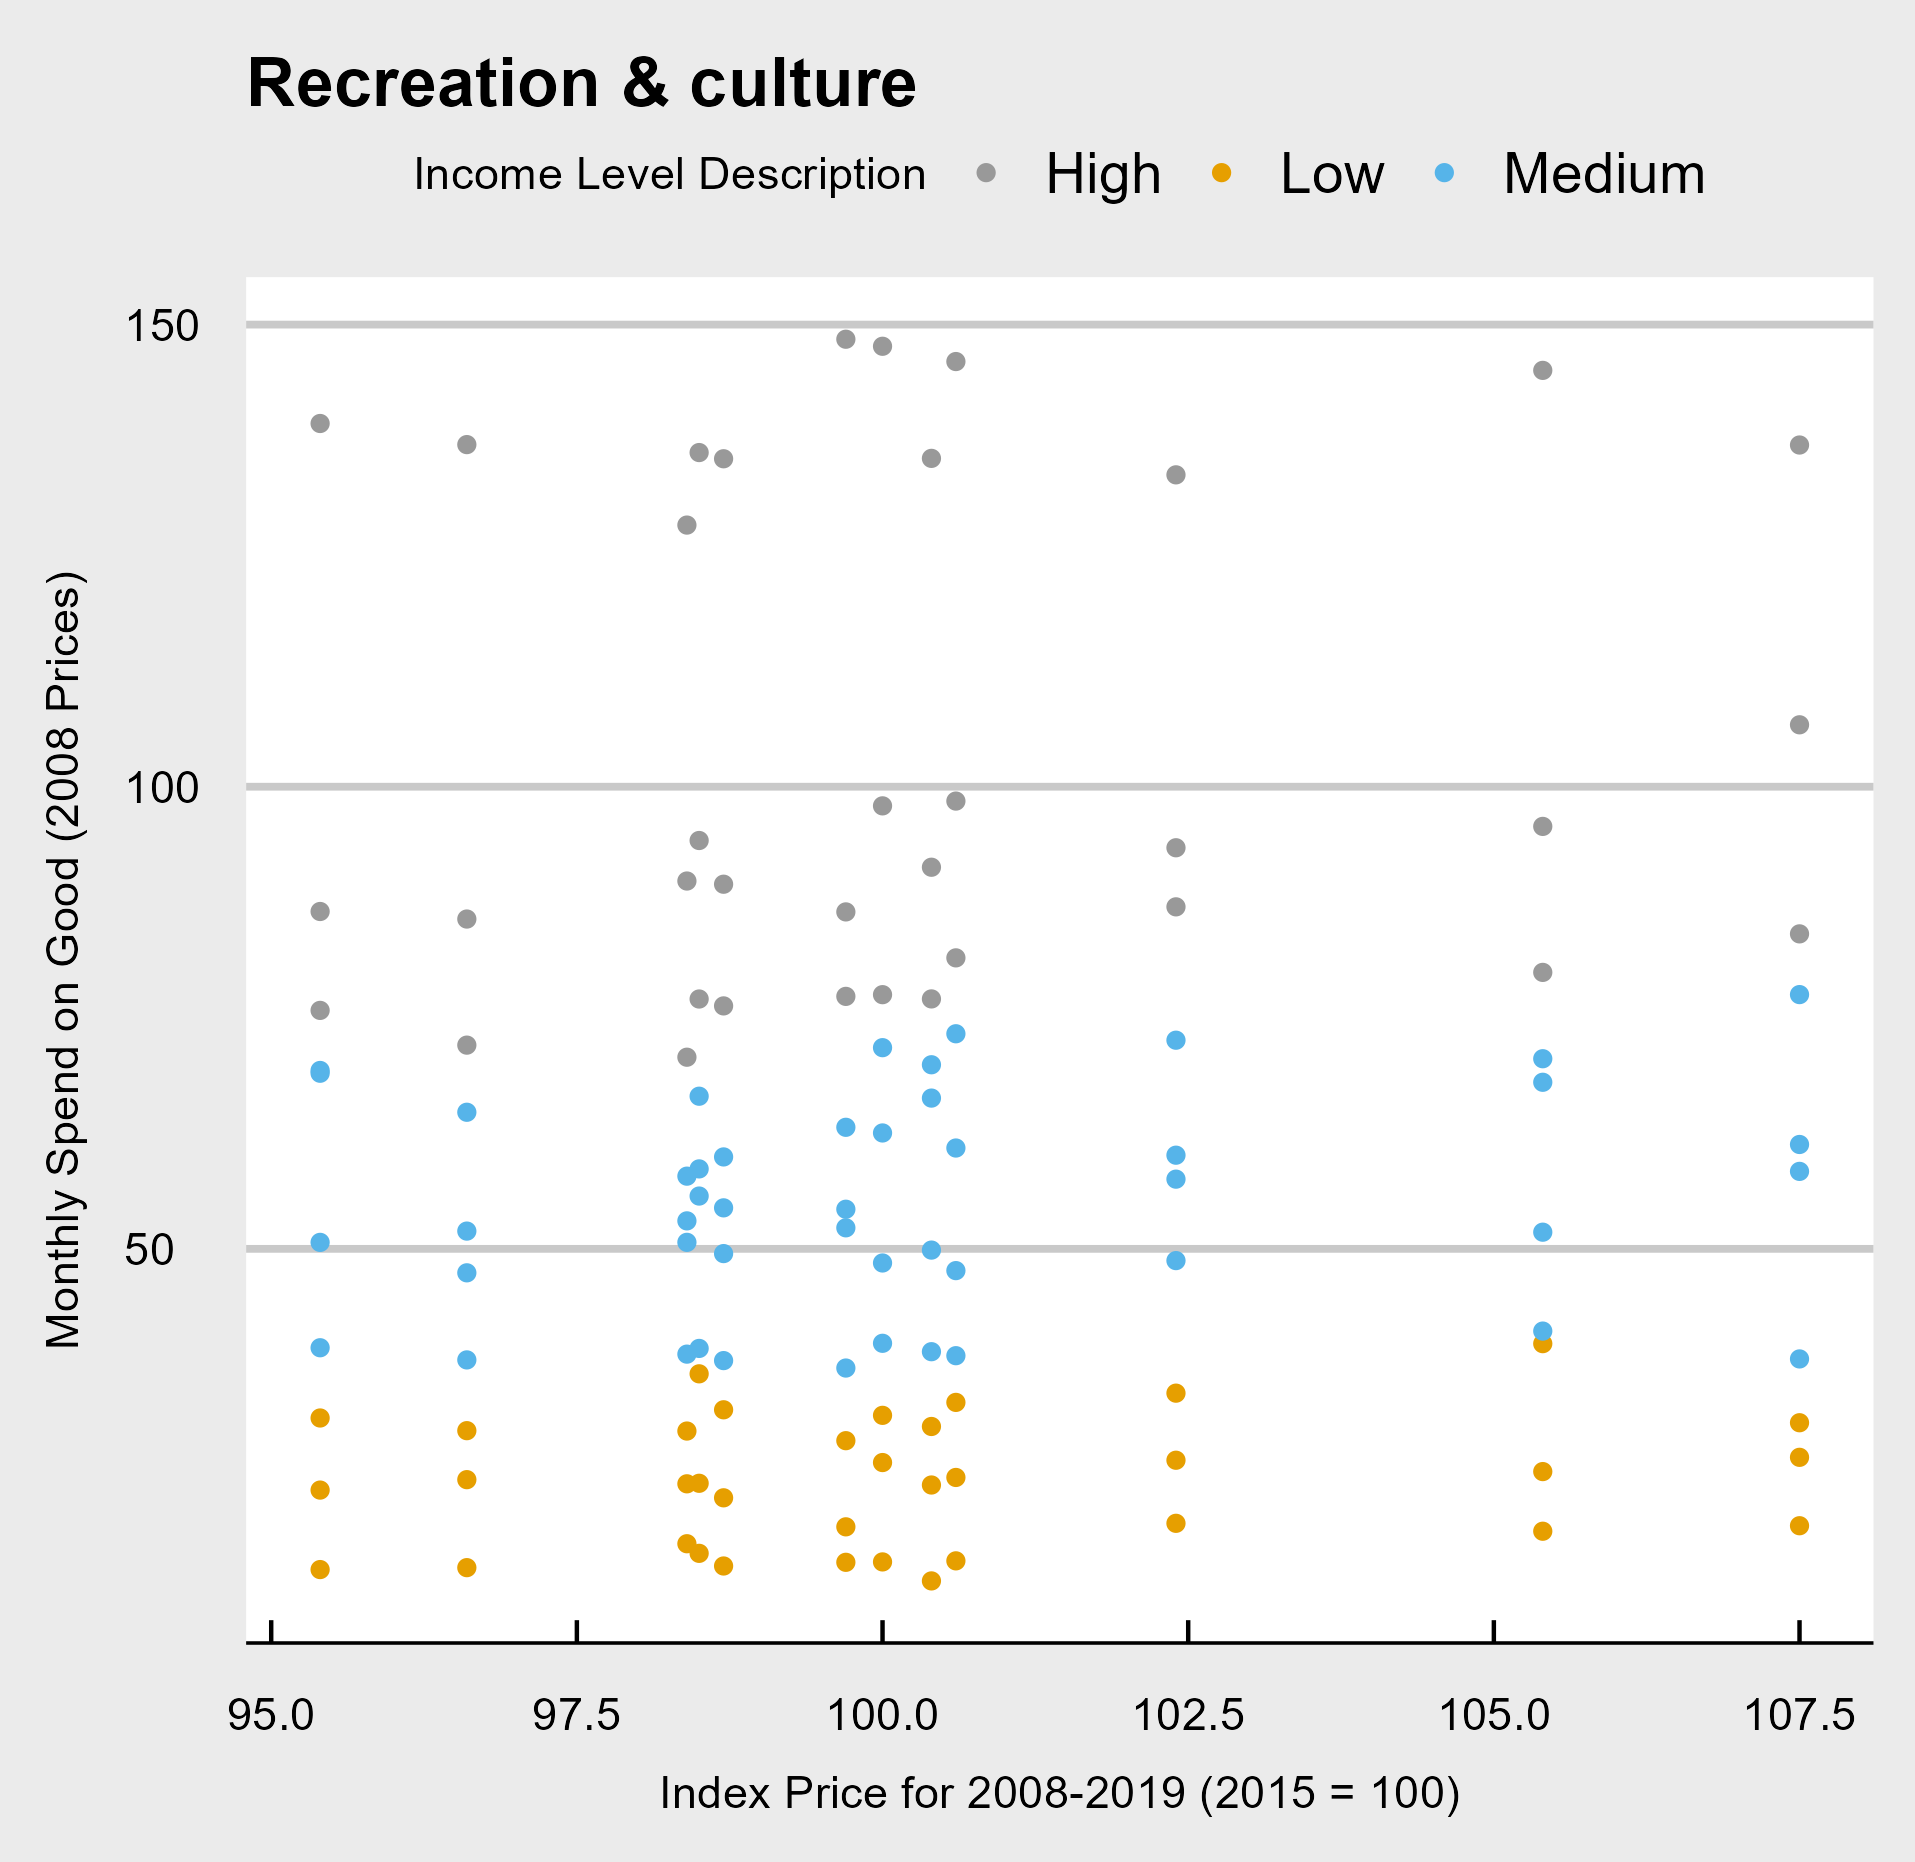 Recreation & culture
Income Level Description High Low Medium
Monthly Spend on Good (2008 Prices)
150
100
50
95.0 97.5 100.0 102.5 105.0 107.5
Index Price for 2008-2019 (2015 = 100)